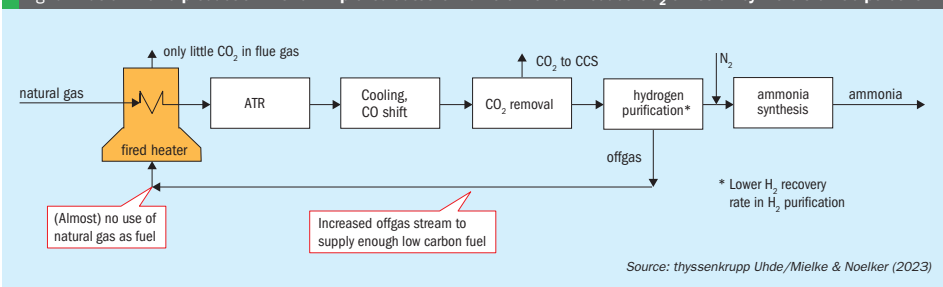 only little CO₂ in flue gas
CO₂ to CCS
N₂
natural gas
ATR
Cooling,
CO shift
CO₂ removal
hydrogen
purification*
ammonia
synthesis
ammonia
fired heater
offgas
(Almost) no use of
natural gas as fuel
Increased offgas stream to
supply enough low carbon fuel
* Lower H₂ recovery
rate in H₂ purification
Source: thyssenkrupp Uhde/Mielke & Noelker (2023)